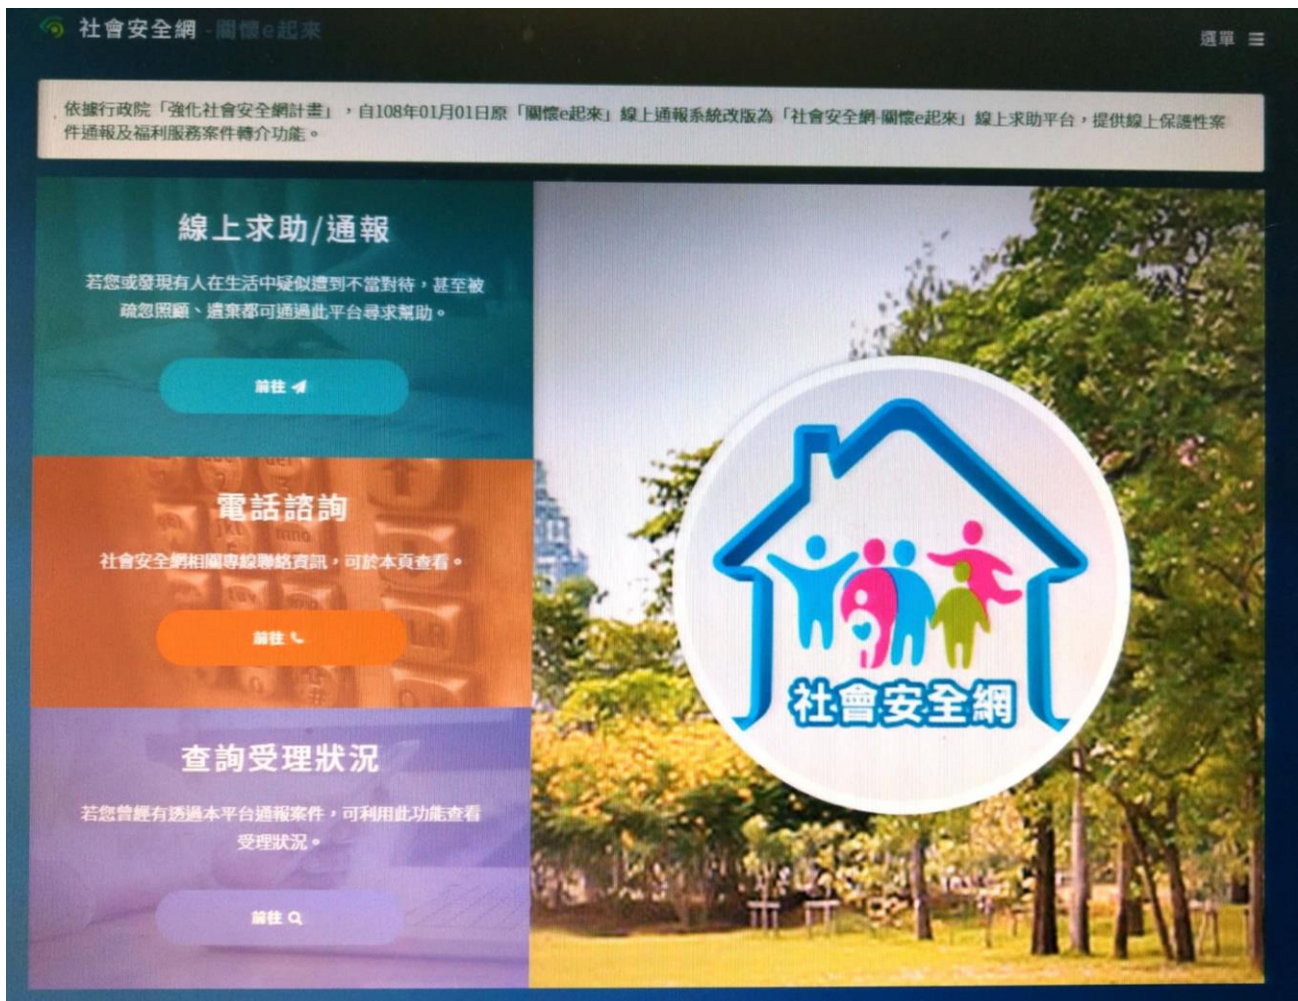 社會安全網 -關懷e起來
選單
依據行政院「強化社會安全網計畫」，自108年01月01日原「關懷e起來」線上通報系統改版為「社會安全網-關懷e起來」線上求助平台，提供線上保護性案
件通報及福利服務案件轉介功能。
線上求助/通報
若您或發現有人在生活中疑似遭到不當對待，甚至被
疏忽照顧、遺棄都可通過此平台尋求幫助。
前往
電話諮詢
社會安全網相關專線聯絡資訊，可於本頁查看。
前往
查詢受理狀況
若您曾經有透過本平台通報案件，可利用此功能查看
受理狀況。
前往
社會安全網